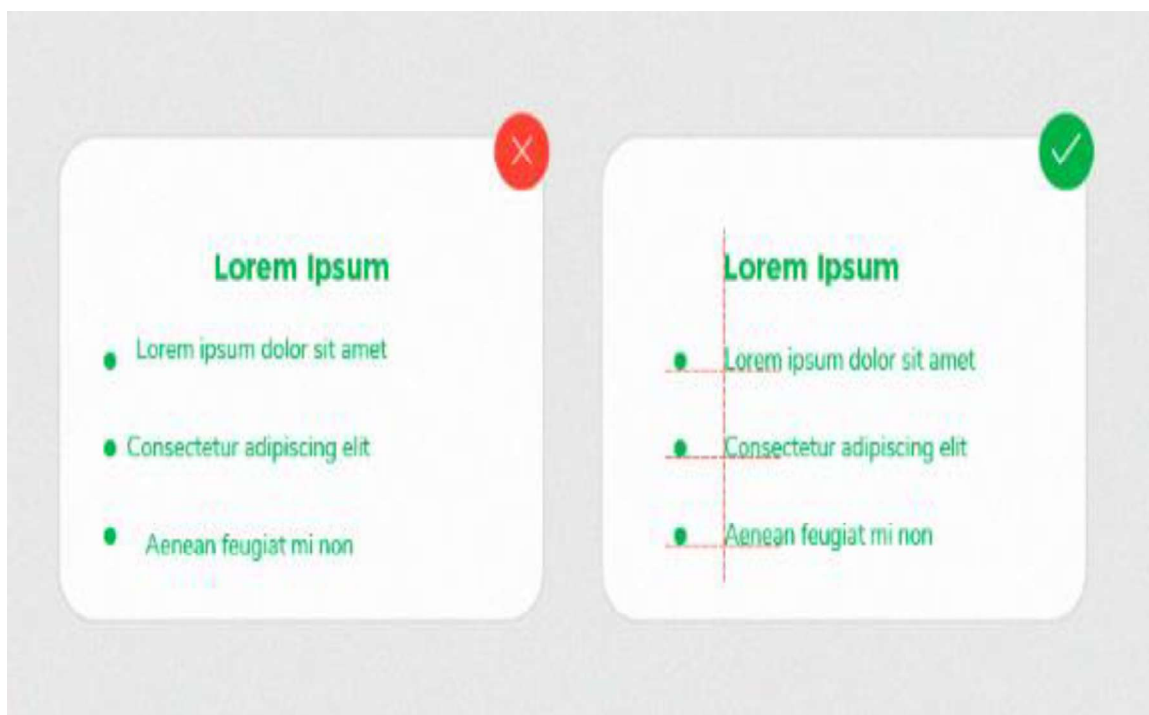 Lorem Ipsum
Lorem ipsum dolor sit amet
Consectetur adipiscing elit
Aenean feugiat mi non
Lorem Ipsum
Lorem ipsum dolor sit amet
Consectetur adipiscing elit
Aenean feugiat mi non